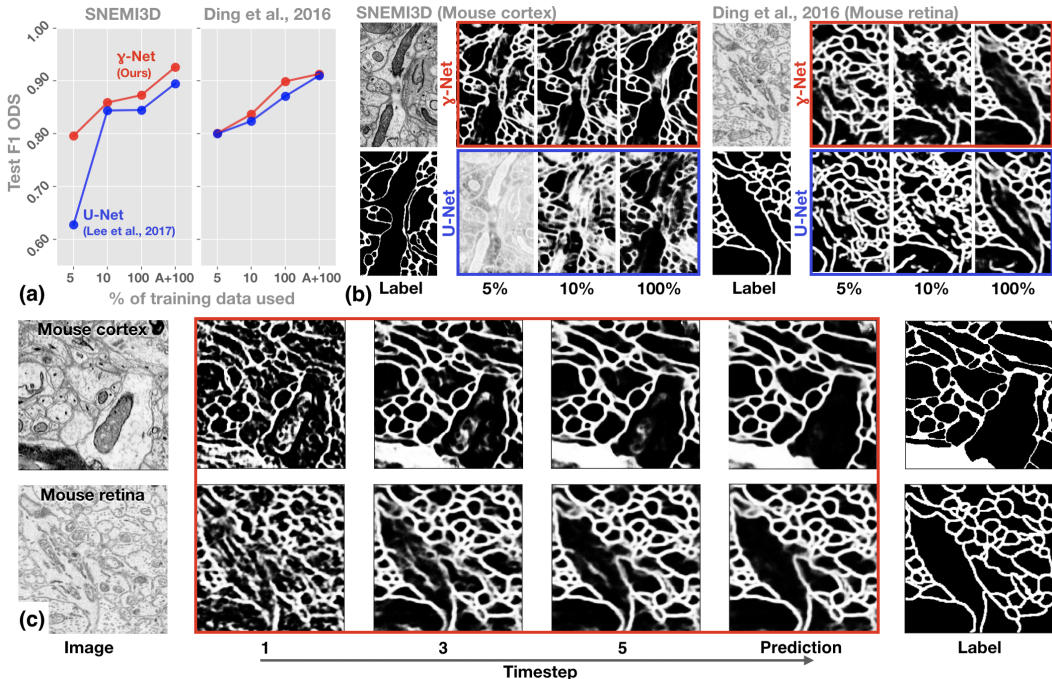 SNEMI3D
Ding et al., 2016
1.00
0.90
0.80
0.70
0.60
Test F1 ODS
ɣ-Net
(Ours)
U-Net
(Lee et al., 2017)
5
10
100
A+100
5
10
100
A+100
% of training data used
(a)
SNEMI3D (Mouse cortex)
ɣ-Net
U-Net
Label
5%
10%
100%
(b)
Ding et al., 2016 (Mouse retina)
ɣ-Net
U-Net
Label
5%
10%
100%
Mouse cortex
Mouse retina
(c)
Image
1
3
5
Prediction
Label
Timestep